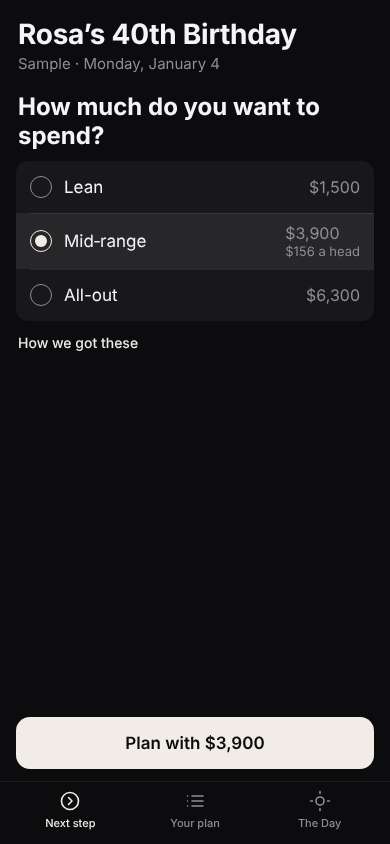 Rosa’s 40th Birthday
Sample · Monday, January 4
How much do you want to
spend?
Lean $1,500
Mid-range $3,900
$156 a head
All-out $6,300
How we got these
Plan with $3,900
Next step Your plan The Day